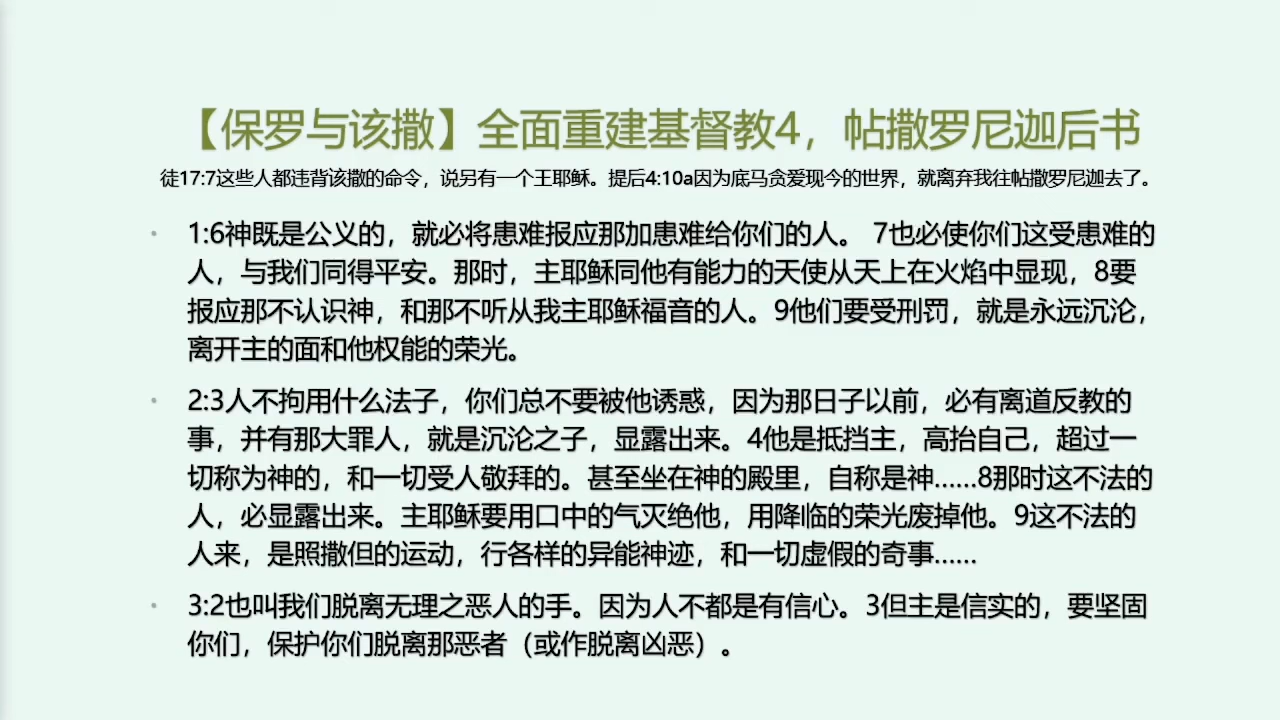 【保罗与该撒】全面重建基督教4，帖撒罗尼迦后书
徒17:7这些人都违背该撒的命令，说另有一个王耶稣。提后4:10a因为底马贪爱现今的世界，就离弃我往帖撒罗尼迦去了。
• 1:6神既是公义的，就必将患难报应那加患难给你们的人。 7也必使你们这受患难的
人，与我们同得平安。那时，主耶稣同他有能力的天使从天上在火焰中显现，8要
报应那不认识神，和那不听从我主耶稣福音的人。9他们要受刑罚，就是永远沉沦，
离开主的面和他权能的荣光。
• 2:3人不拘用什么法子，你们总不要被他诱惑，因为那日子以前，必有离道反教的
事，并有那大罪人，就是沉沦之子，显露出来。4他是抵挡主，高抬自己，超过一
切称为神的，和一切受人敬拜的。甚至坐在神的殿里，自称是神……8那时这不法的
人，必显露出来。主耶稣要用口中的气灭绝他，用降临的荣光废掉他。9这不法的
人来，是照撒但的运动，行各样的异能神迹，和一切虚假的奇事……
• 3:2也叫我们脱离无理之恶人的手。因为人不都是有信心。3但主是信实的，要坚固
你们，保护你们脱离那恶者（或作脱离凶恶）。